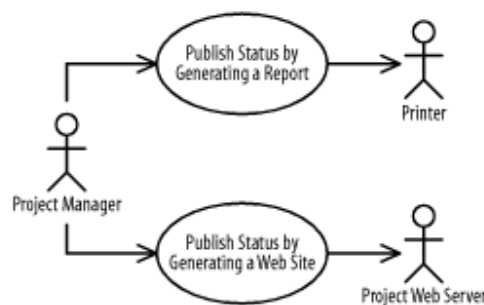 Publish Status by
Generating a Report
Printer
Project Manager
Publish Status by
Generating a Web Site
Project Web Server